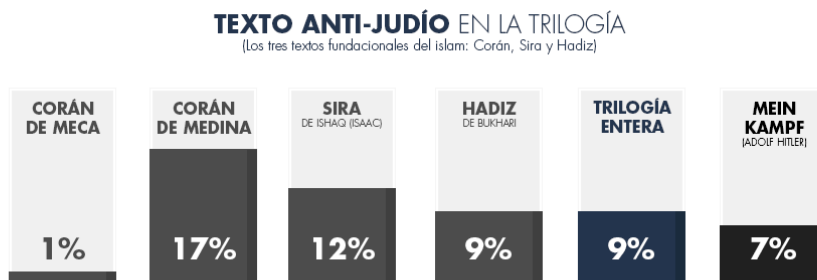 TEXTO ANTI-JUDÍO EN LA TRILOGÍA
(Los tres textos fundacionales del islam: Corán, Sira y Hadiz)
CORÁN
DE MECA
1%
CORÁN
DE MEDINA
17%
SIRA
DE ISHAQ (ISAAC)
12%
HADIZ
DE BUKHARI
9%
TRILOGÍA
ENTERA
9%
MEIN
KAMPF
(ADOLF HITLER)
7%